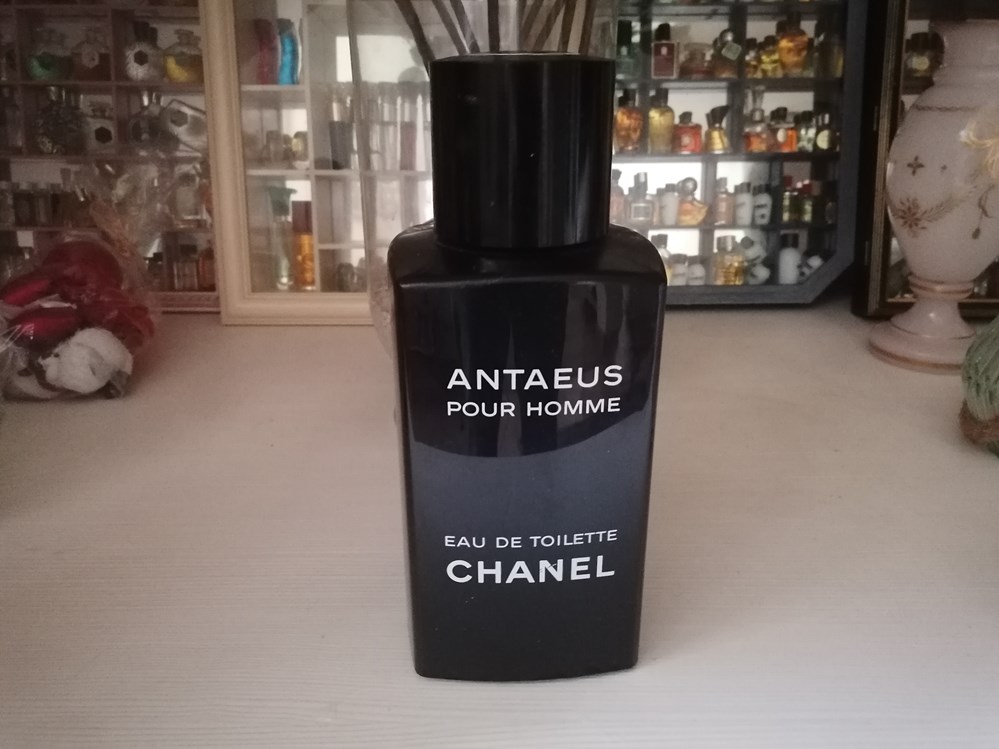 ANTAEUS
POUR HOMME
EAU DE TOILETTE
CHANEL